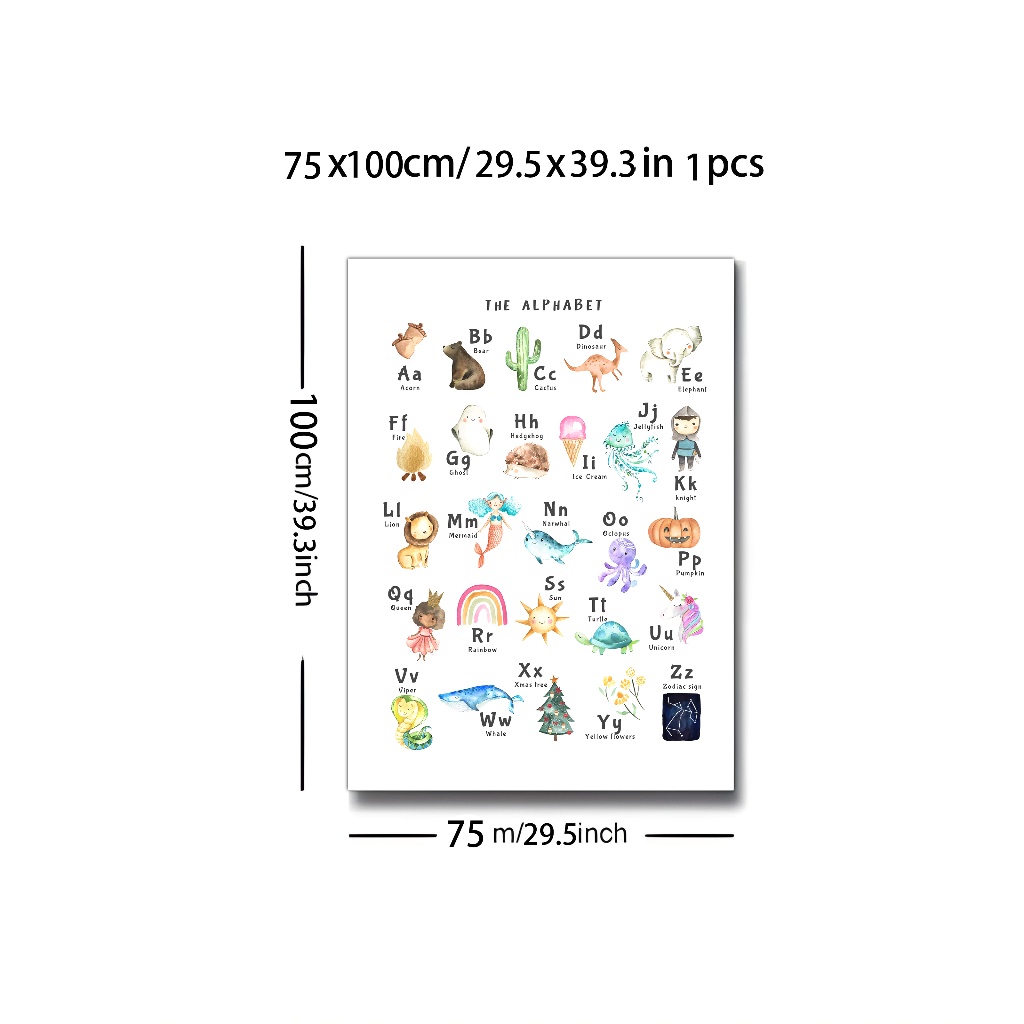 75x100cm/ 29.5x39.3in 1pcs
100cm/39.3inch
THE ALPHABET
Aa
Acorn
Bb
Bear
Cc
Cactus
Dd
Dinosaur
Ee
Elephant
Ff
Fire
Gg
Ghost
Hh
Hedgehog
Ii
Ice Cream
Jj
Jellyfish
Kk
knight
Ll
Lion
Mm
Mermaid
Nn
Narwhal
Oo
Octopus
Pp
Pumpkin
Qq
Queen
Rr
Rainbow
Ss
Sun
Tt
Turtle
Uu
Unicorn
Vv
Viper
Ww
Whale
Xx
Xmas tree
Yy
Yellow flowers
Zz
Zodiac sign
75 m/29.5inch